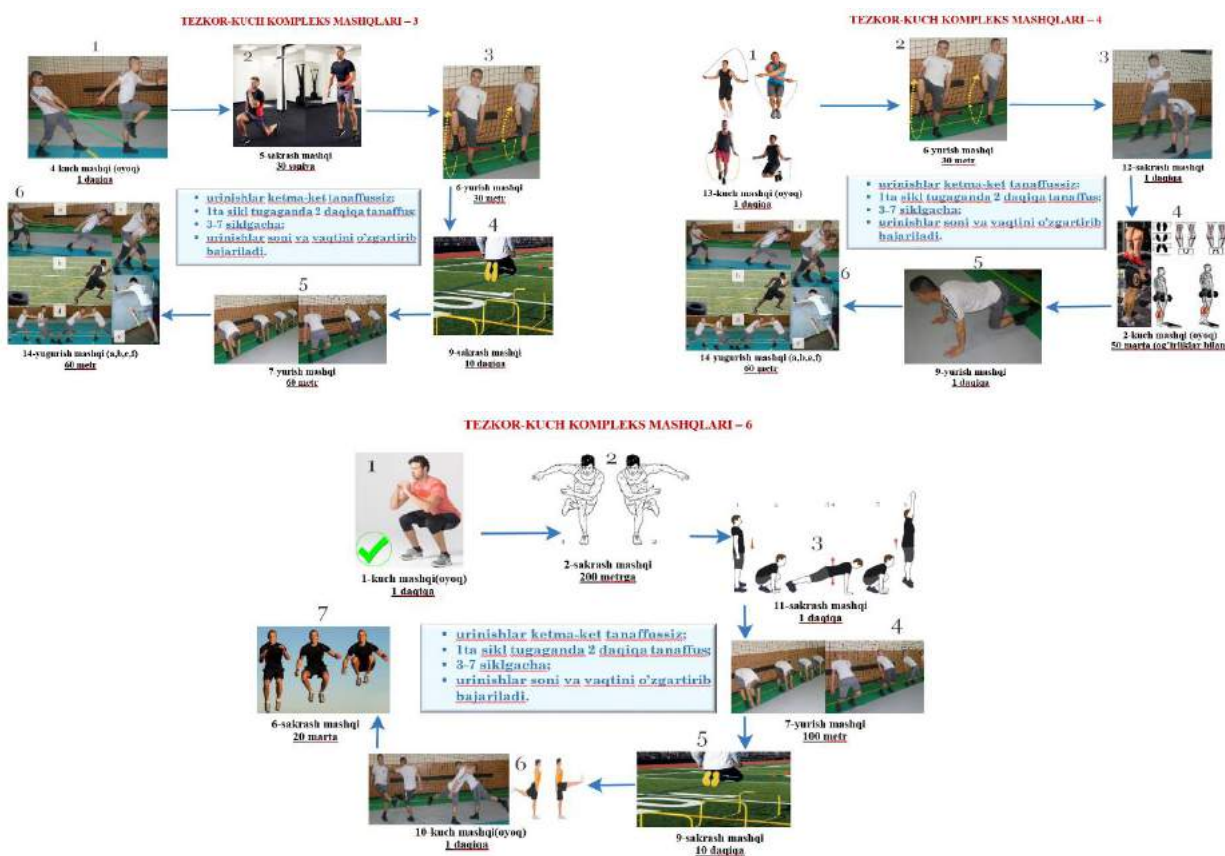 TEZKOR-KUCH KOMPLEKS MASHQLARI – 3
1
4-kuch mashqi (oyoq)
1 daqiqa
2
5-sakrash mashqi
30 soniya
3
6-yurish mashqi
30 metr
▪ urinishlar ketma-ket tanaffussiz;
▪ 1ta sikl tugaganda 2 daqiqa tanaffus;
▪ 3-7 siklgacha;
▪ urinishlar soni va vaqtini o'zgartirib
bajariladi.
4
9-sakrash mashqi
10 daqiqa
5
7-yurish mashqi
60 metr
6
14-yugurish mashqi (a,b,e,f)
60 metr
TEZKOR-KUCH KOMPLEKS MASHQLARI – 4
1
13-kuch mashqi (oyoq)
1 daqiqa
2
6-yurish mashqi
30 metr
3
12-sakrash mashqi
1 daqiqa
▪ urinishlar ketma-ket tanaffussiz;
▪ 1ta sikl tugaganda 2 daqiqa tanaffus;
▪ 3-7 siklgacha;
▪ urinishlar soni va vaqtini o'zgartirib
bajariladi.
4
2-kuch mashqi (oyoq)
50 marta (og'irliklar bilan
5
9-yurish mashqi
1 daqiqa
6
14-yugurish mashqi (a,b,e,f)
60 metr
TEZKOR-KUCH KOMPLEKS MASHQLARI – 6
1
1-kuch mashqi(oyoq)
1 daqiqa
2
2-sakrash mashqi
200 metrga
3
11-sakrash mashqi
1 daqiqa
▪ urinishlar ketma-ket tanaffussiz;
▪ 1ta sikl tugaganda 2 daqiqa tanaffus;
▪ 3-7 siklgacha;
▪ urinishlar soni va vaqtini o'zgartirib
bajariladi.
4
7-yurish mashqi
100 metr
5
9-sakrash mashqi
10 daqiqa
6
10-kuch mashqi(oyoq)
1 daqiqa
7
6-sakrash mashqi
20 marta